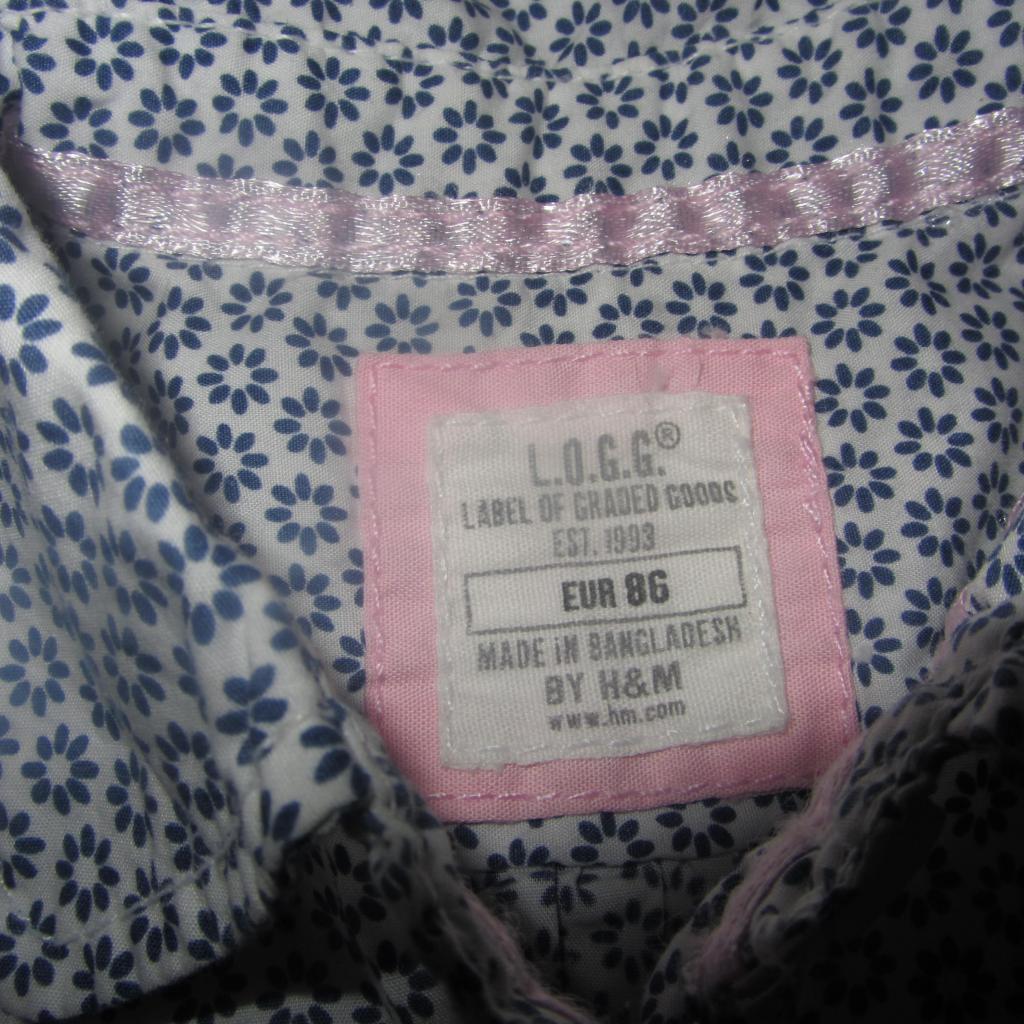 L.O.G.G.®
LABEL OF GRADED GOODS
EST. 1993
EUR 86
MADE IN BANGLADESH
BY H&M
www.hm.com